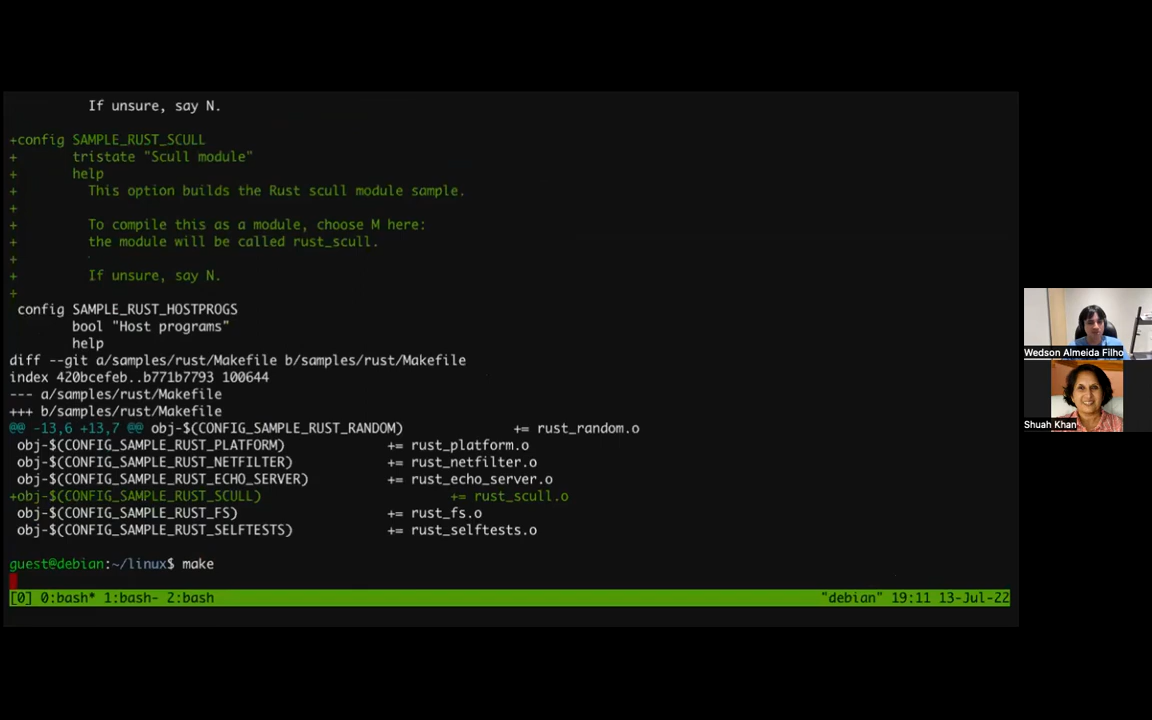 If unsure, say N.
+config SAMPLE_RUST_SCULL
+ tristate "Scull module"
+ help
+ This option builds the Rust scull module sample.
+
+ To compile this as a module, choose M here:
+ the module will be called rust_scull.
+
+ If unsure, say N.
+
config SAMPLE_RUST_HOSTPROGS
bool "Host programs"
help
diff --git a/samples/rust/Makefile b/samples/rust/Makefile
index 420bcefeb..b771b7793 100644
--- a/samples/rust/Makefile
+++ b/samples/rust/Makefile
@@ -13,6 +13,7 @@ obj-$(CONFIG_SAMPLE_RUST_RANDOM) += rust_random.o
obj-$(CONFIG_SAMPLE_RUST_PLATFORM) += rust_platform.o
obj-$(CONFIG_SAMPLE_RUST_NETFILTER) += rust_netfilter.o
obj-$(CONFIG_SAMPLE_RUST_ECHO_SERVER) += rust_echo_server.o
+obj-$(CONFIG_SAMPLE_RUST_SCULL) += rust_scull.o
obj-$(CONFIG_SAMPLE_RUST_FS) += rust_fs.o
obj-$(CONFIG_SAMPLE_RUST_SELFTESTS) += rust_selftests.o
guest@debian:~/linux$ make
[0] 0:bash* 1:bash- 2:bash "debian" 19:11 13-Jul-22
Wedson Almeida Filho
Shuah Khan